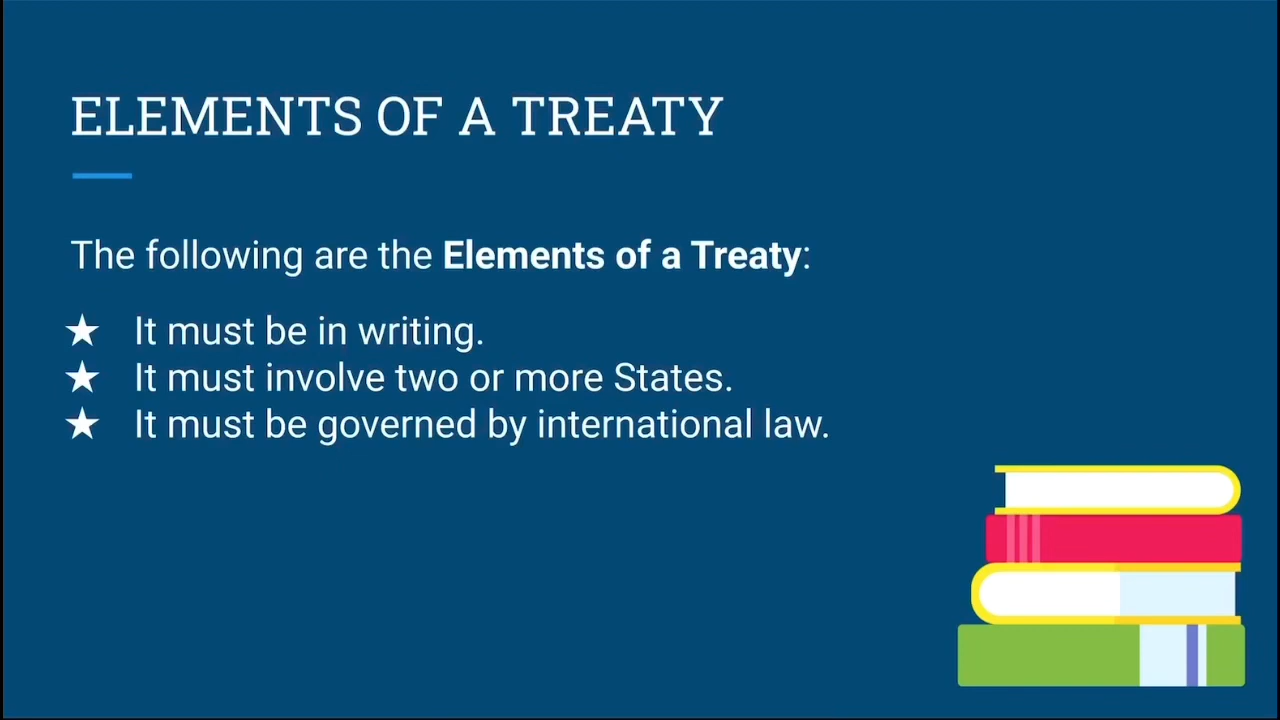 ELEMENTS OF A TREATY
The following are the Elements of a Treaty:
★ It must be in writing.
★ It must involve two or more States.
★ It must be governed by international law.